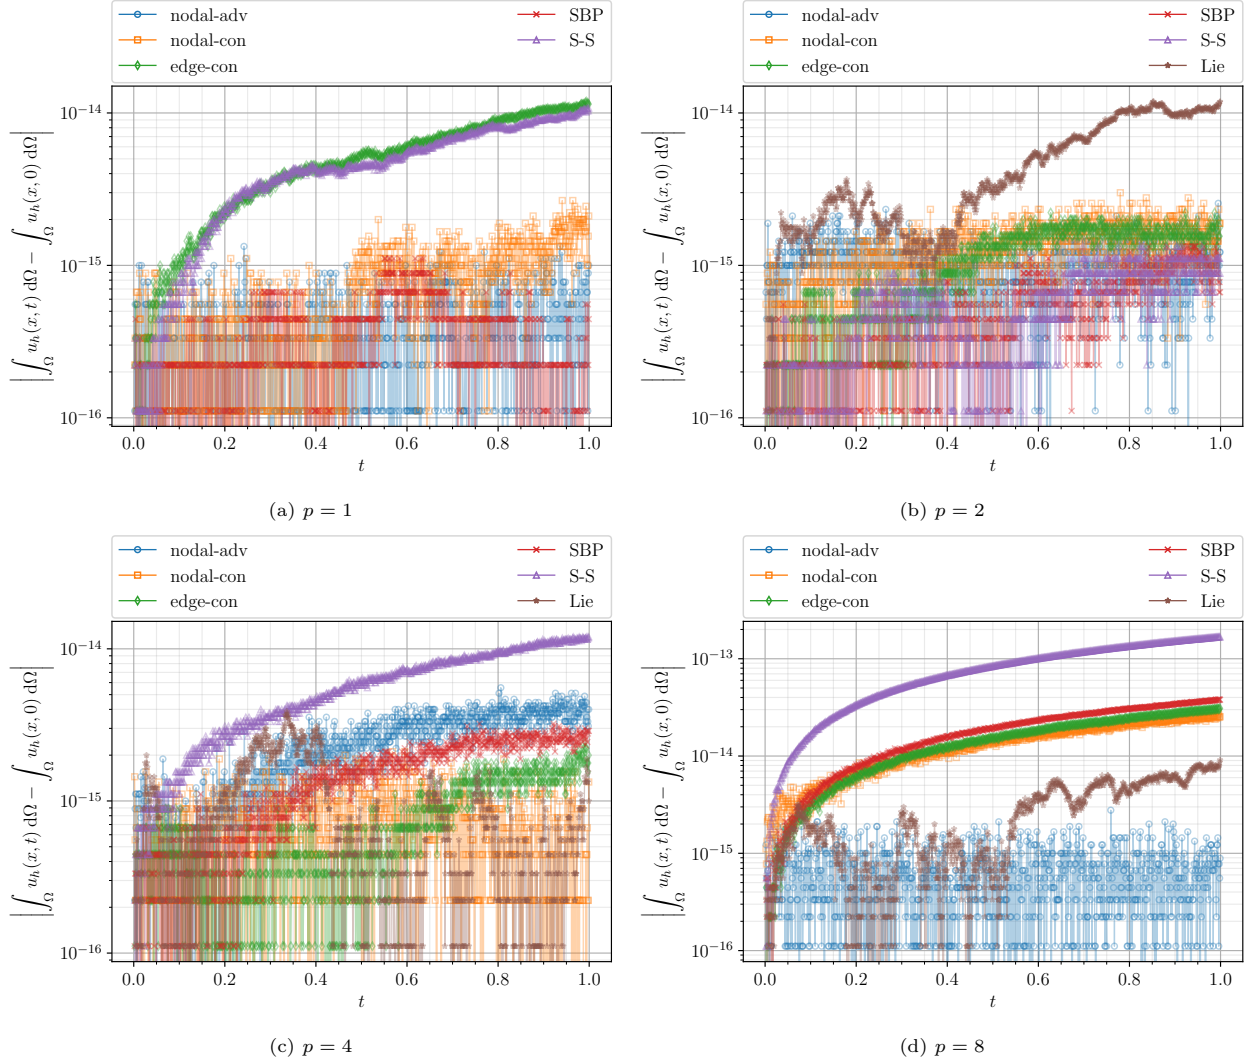 nodal-adv
nodal-con
edge-con
SBP
S-S
10⁻¹⁴
10⁻¹⁵
10⁻¹⁶
|∫_Ω u_h(x, t) dΩ − ∫_Ω u_h(x, 0) dΩ|
0.0 0.2 0.4 0.6 0.8 1.0
t
(a) p = 1
nodal-adv
nodal-con
edge-con
SBP
S-S
Lie
10⁻¹⁴
10⁻¹⁵
10⁻¹⁶
|∫_Ω u_h(x, t) dΩ − ∫_Ω u_h(x, 0) dΩ|
0.0 0.2 0.4 0.6 0.8 1.0
t
(b) p = 2
nodal-adv
nodal-con
edge-con
SBP
S-S
Lie
10⁻¹⁴
10⁻¹⁵
10⁻¹⁶
|∫_Ω u_h(x, t) dΩ − ∫_Ω u_h(x, 0) dΩ|
0.0 0.2 0.4 0.6 0.8 1.0
t
(c) p = 4
nodal-adv
nodal-con
edge-con
SBP
S-S
Lie
10⁻¹³
10⁻¹⁴
10⁻¹⁵
10⁻¹⁶
|∫_Ω u_h(x, t) dΩ − ∫_Ω u_h(x, 0) dΩ|
0.0 0.2 0.4 0.6 0.8 1.0
t
(d) p = 8